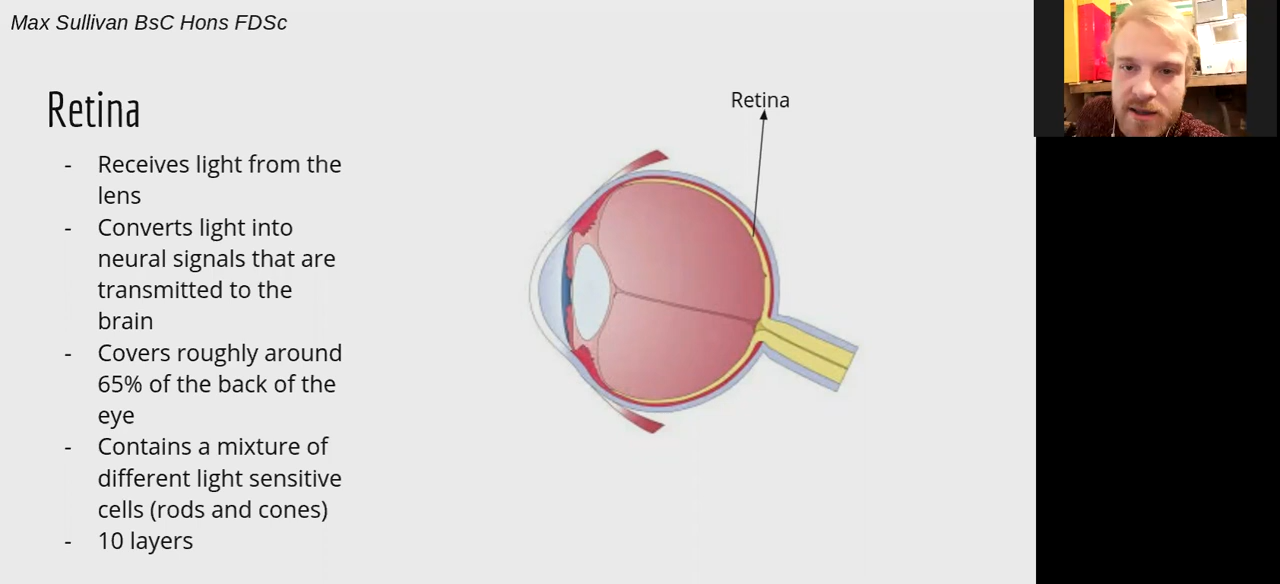 Max Sullivan BsC Hons FDSc
Retina
- Receives light from the
lens
- Converts light into
neural signals that are
transmitted to the
brain
- Covers roughly around
65% of the back of the
eye
- Contains a mixture of
different light sensitive
cells (rods and cones)
- 10 layers
Retina